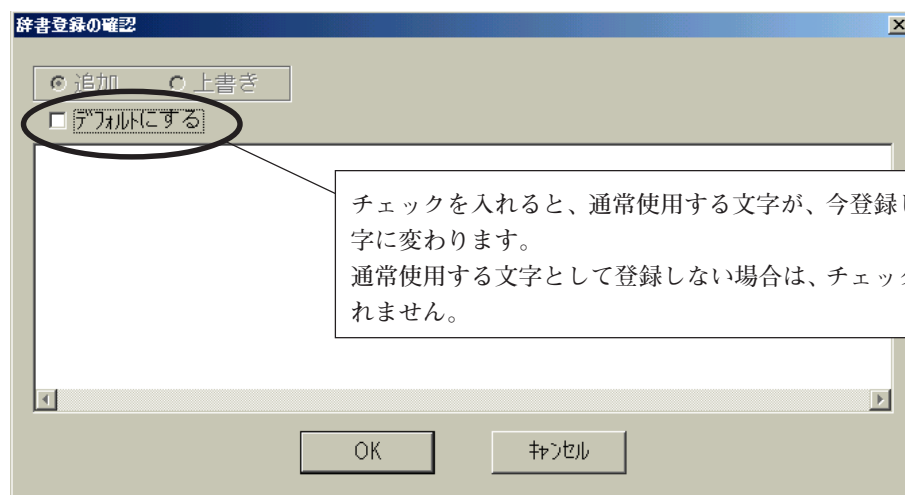 辞書登録の確認
追加 上書き
デフォルトにする
チェックを入れると、通常使用する文字が、今登録し
字に変わります。
通常使用する文字として登録しない場合は、チェック
れません。
OK キャンセル